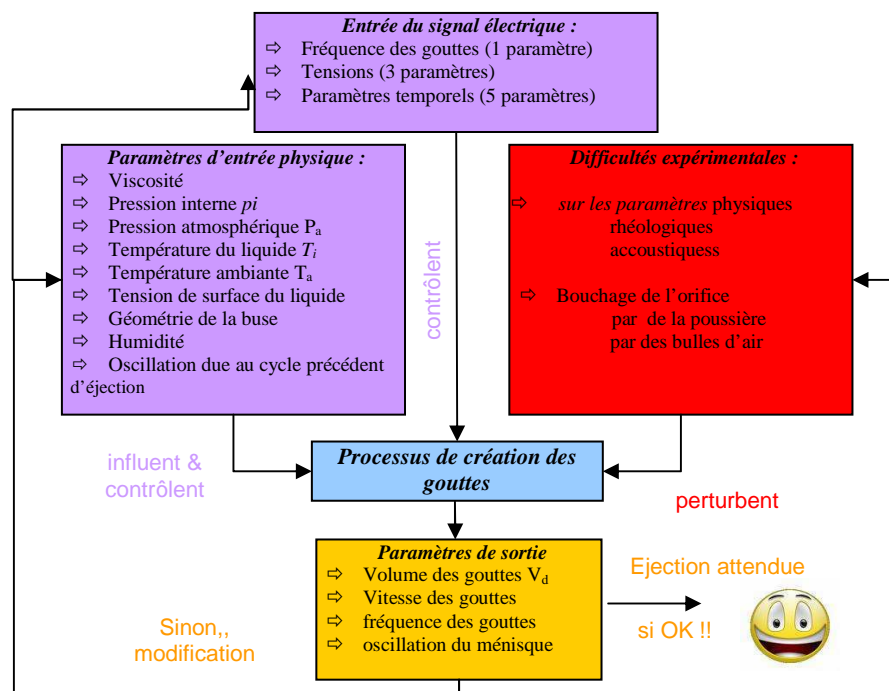 Entrée du signal électrique :
⇨ Fréquence des gouttes (1 paramètre)
⇨ Tensions (3 paramètres)
⇨ Paramètres temporels (5 paramètres)
Paramètres d'entrée physique :
⇨ Viscosité
⇨ Pression interne pi
⇨ Pression atmosphérique Pa
⇨ Température du liquide Ti
⇨ Température ambiante Ta
⇨ Tension de surface du liquide
⇨ Géométrie de la buse
⇨ Humidité
⇨ Oscillation due au cycle précédent
d'éjection
contrôlent
Difficultés expérimentales :
⇨ sur les paramètres physiques
rhéologiques
accoustiquess
⇨ Bouchage de l'orifice
par de la poussière
par des bulles d'air
influent &
contrôlent
Processus de création des
gouttes
perturbent
Paramètres de sortie
⇨ Volume des gouttes Vd
⇨ Vitesse des gouttes
⇨ fréquence des gouttes
⇨ oscillation du ménisque
Ejection attendue
si OK !!
Sinon,,
modification